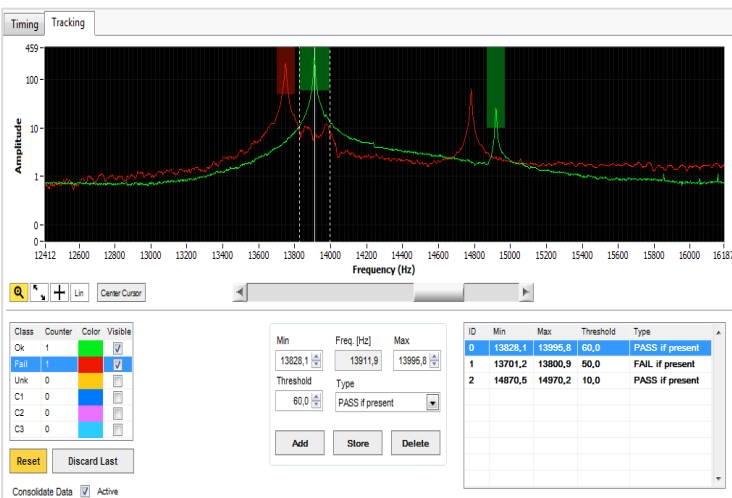 Timing Tracking
459
100
10
1
0
0
Amplitude
12412 12600 12800 13000 13200 13400 13600 13800 14000 14200 14400 14600 14800 15000 15200 15400 15600 15800 16000 16187
Frequency (Hz)
Lin Center Cursor
Class Counter Color Visible
Ok 1
Fail 1
Unk 0
C1 0
C2 0
C3 0
Reset Discard Last
Consolidate Data Active
Min Freq. [Hz] Max
13828,1 13911,9 13995,8
Threshold Type
60,0 PASS if present
Add Store Delete
ID Min Max Threshold Type
0 13828,1 13995,8 60,0 PASS if present
1 13701,2 13800,9 50,0 FAIL if present
2 14870,5 14970,2 10,0 PASS if present